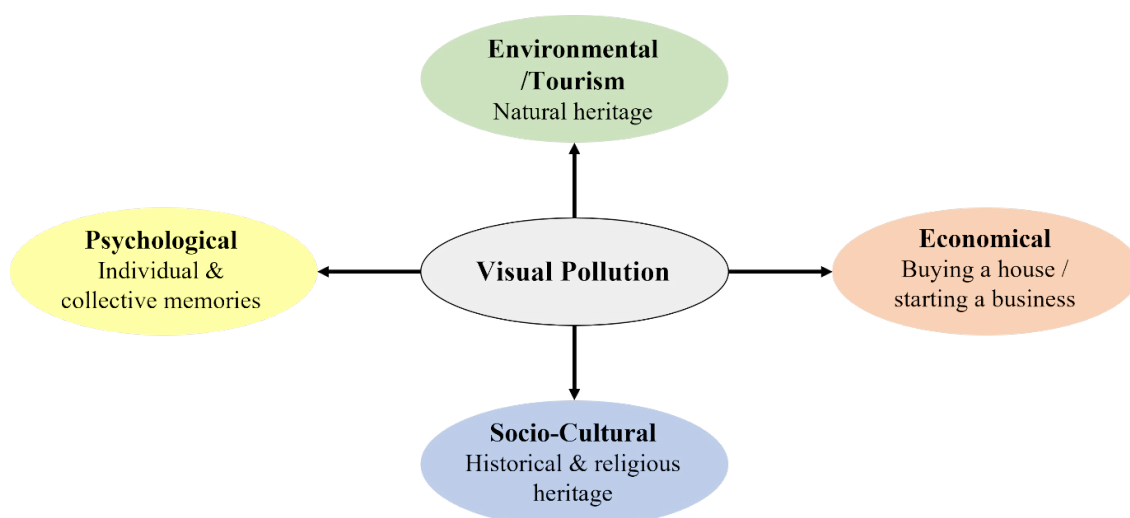 Environmental
/Tourism
Natural heritage
Psychological
Individual &
collective memories
Visual Pollution
Economical
Buying a house /
starting a business
Socio-Cultural
Historical & religious
heritage